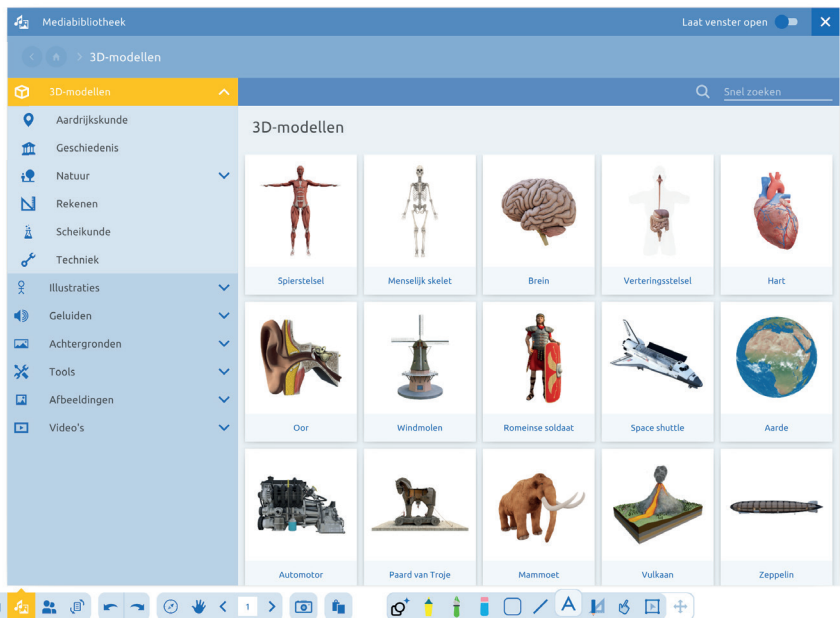 Mediabibliotheek
Laat venster open
3D-modellen
3D-modellen
Snel zoeken
Aardrijkskunde
Geschiedenis
Natuur
Rekenen
Scheikunde
Techniek
Illustraties
Geluiden
Achtergronden
Tools
Afbeeldingen
Video's
3D-modellen
Spierstelsel
Menselijk skelet
Brein
Verteringsstelsel
Hart
Oor
Windmolen
Romeinse soldaat
Space shuttle
Aarde
Automotor
Paard van Troje
Mammoet
Vulkaan
Zeppelin
1
A